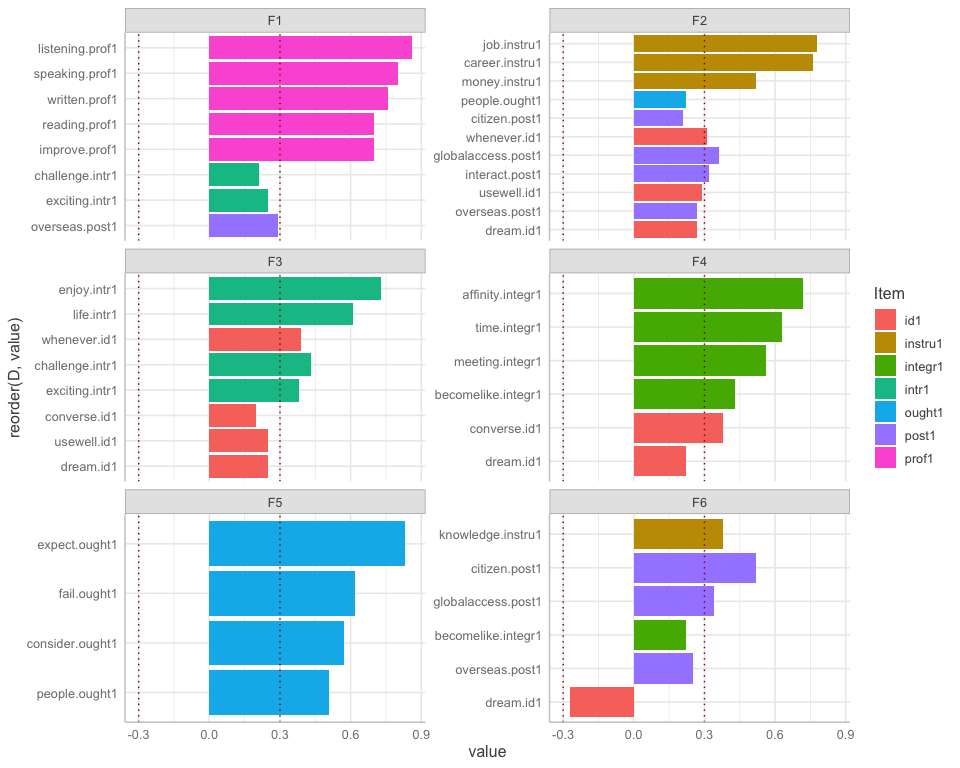 F1
listening.prof1
speaking.prof1
written.prof1
reading.prof1
improve.prof1
challenge.intr1
exciting.intr1
overseas.post1
F2
job.instru1
career.instru1
money.instru1
people.ought1
citizen.post1
whenever.id1
globalaccess.post1
interact.post1
usewell.id1
overseas.post1
dream.id1
F3
enjoy.intr1
life.intr1
whenever.id1
challenge.intr1
exciting.intr1
converse.id1
usewell.id1
dream.id1
F4
affinity.integr1
time.integr1
meeting.integr1
becomelike.integr1
converse.id1
dream.id1
F5
expect.ought1
fail.ought1
consider.ought1
people.ought1
-0.3 0.0 0.3 0.6 0.9
F6
knowledge.instru1
citizen.post1
globalaccess.post1
becomelike.integr1
overseas.post1
dream.id1
-0.3 0.0 0.3 0.6 0.9
value
reorder(D, value)
Item
id1
instru1
integr1
intr1
ought1
post1
prof1